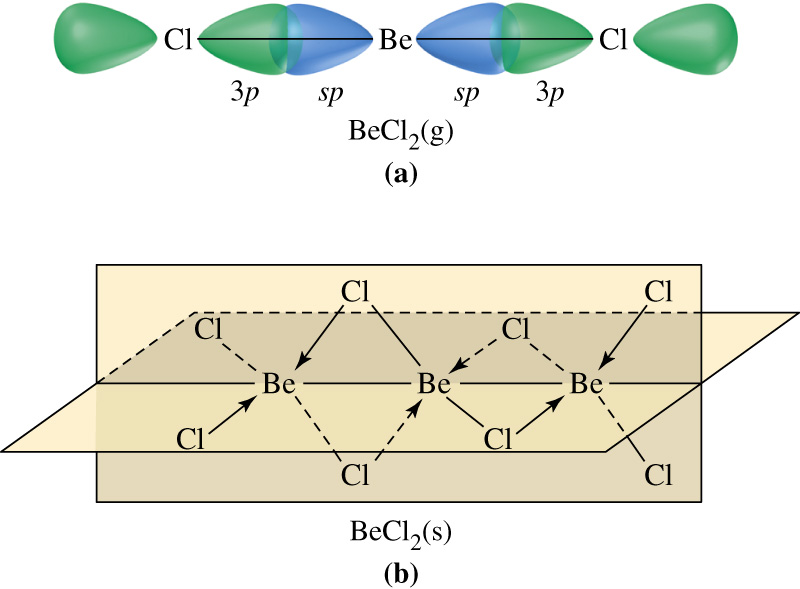 Cl Be Cl
3p sp sp 3p
BeCl₂(g)
(a)
Cl Cl
Cl Cl
Be Be Be
Cl Cl
Cl Cl
BeCl₂(s)
(b)